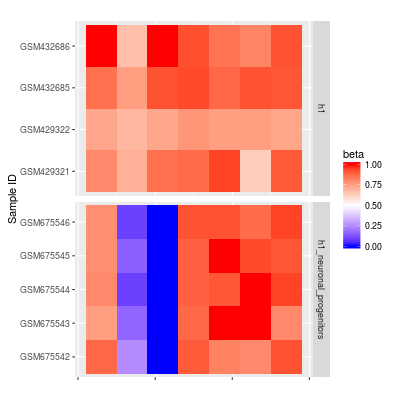 GSM432686
GSM432685
GSM429322
GSM429321
h1
GSM675546
GSM675545
GSM675544
GSM675543
GSM675542
h1_neuronal_progenitors
Sample ID
beta
1.00
0.75
0.50
0.25
0.00